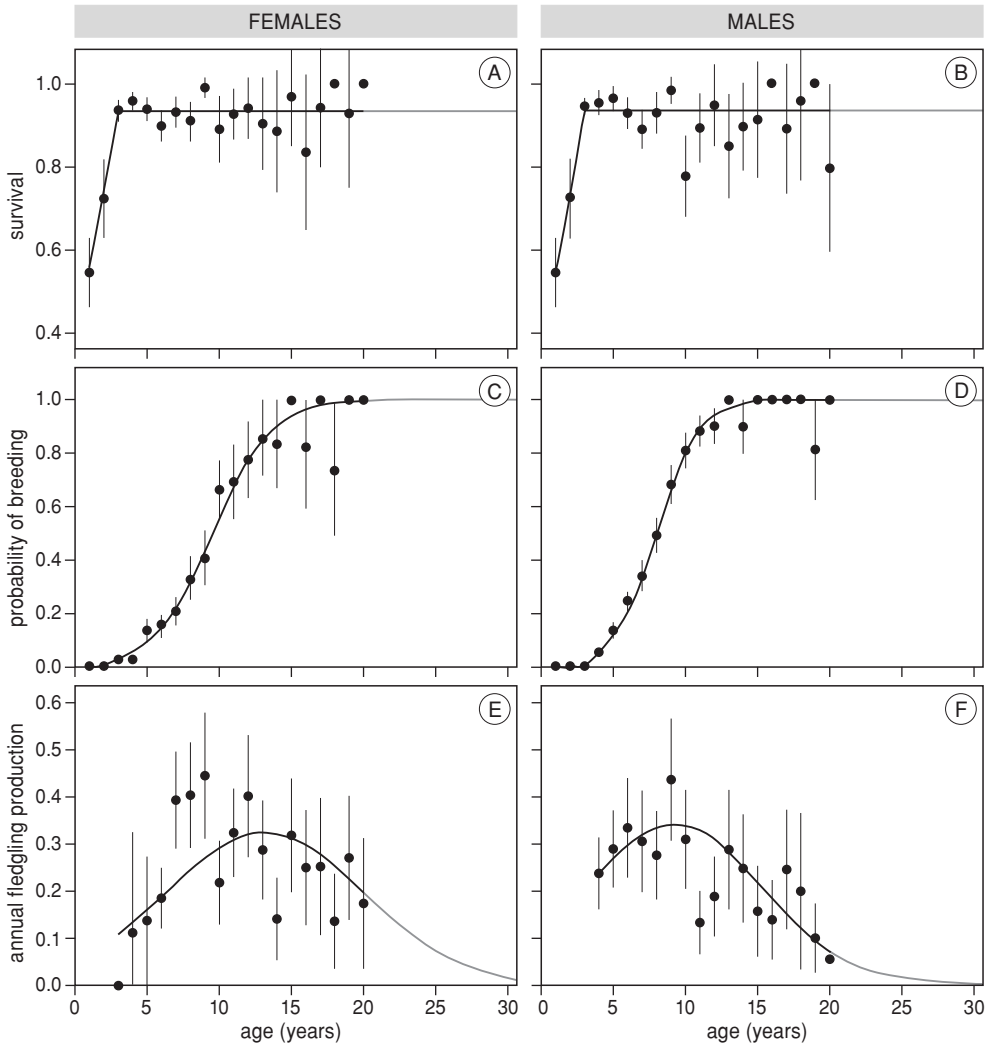 FEMALES
MALES
A
B
survival
1.0
0.8
0.6
0.4
C
D
probability of breeding
1.0
0.8
0.6
0.4
0.2
0.0
E
F
annual fledgling production
0.6
0.5
0.4
0.3
0.2
0.1
0.0
0 5 10 15 20 25 30
0 5 10 15 20 25 30
age (years)
age (years)